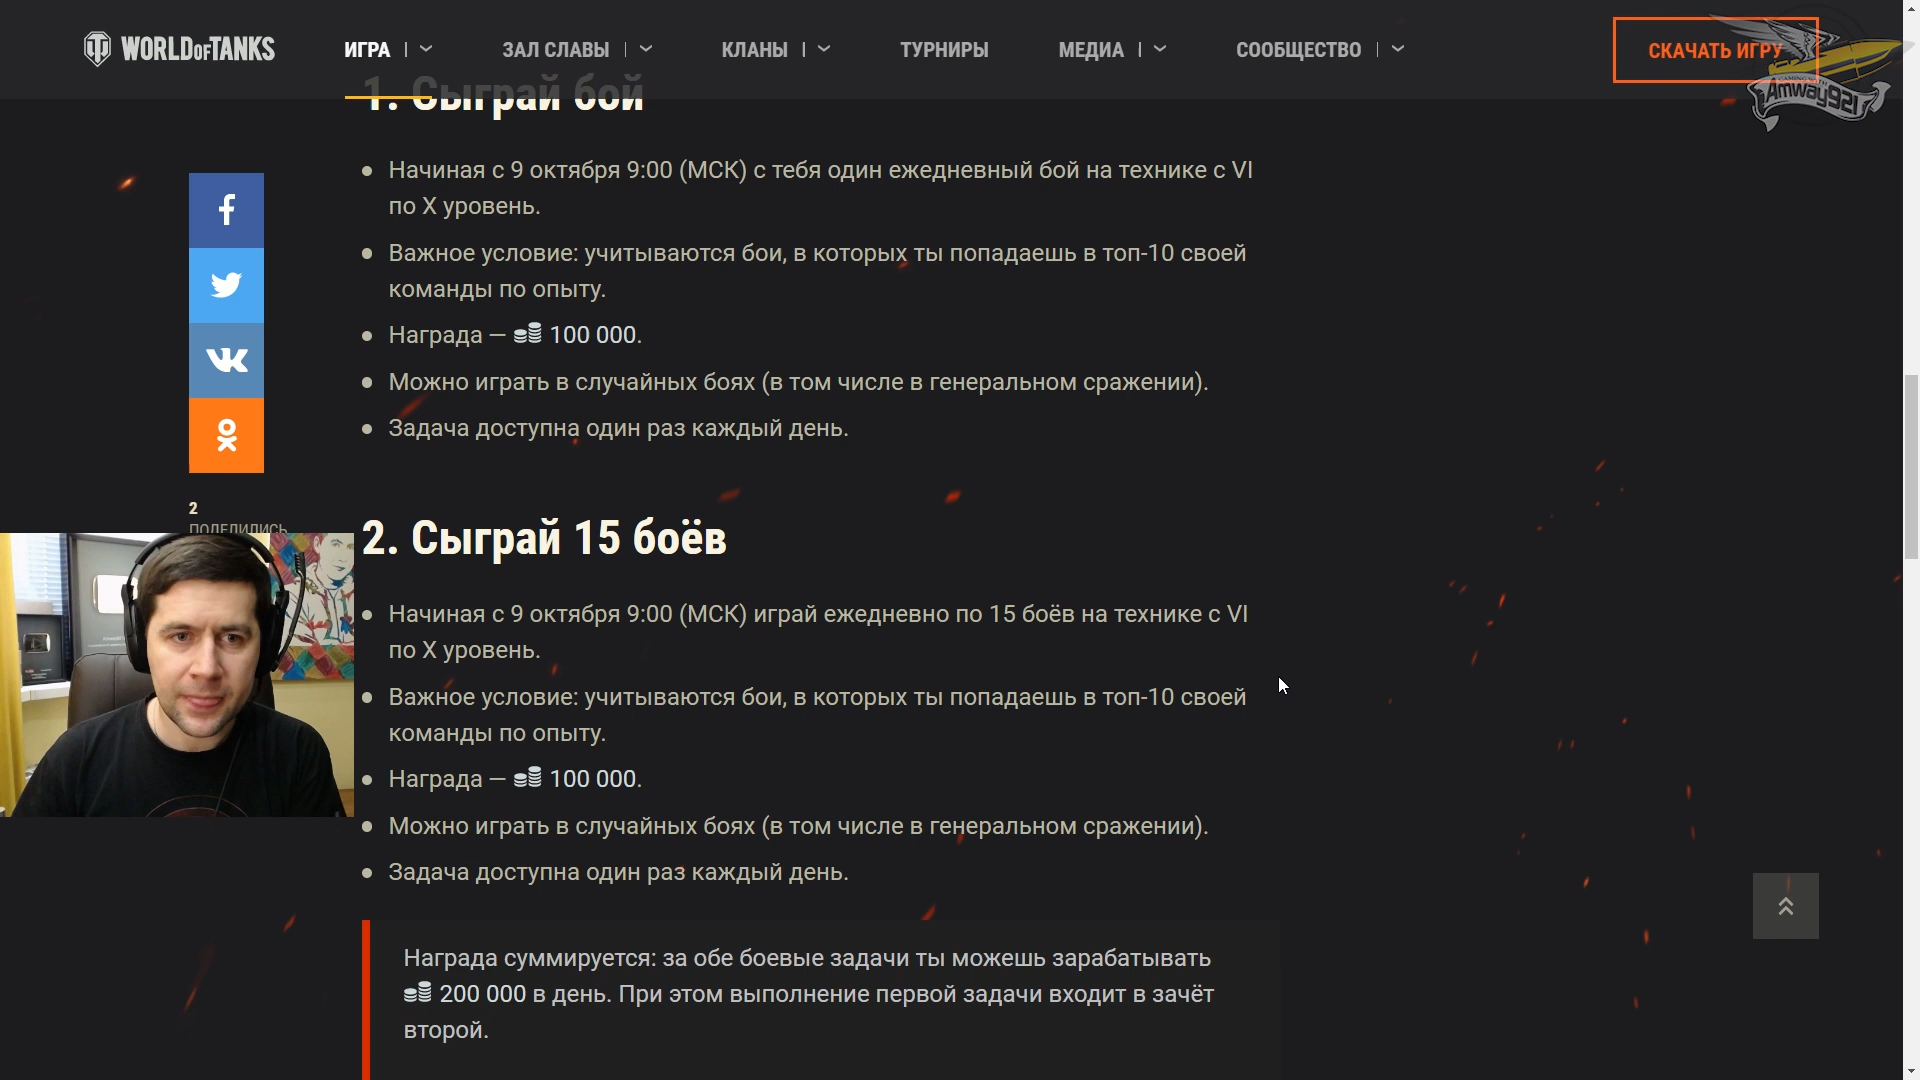 WORLD OF TANKS
ИГРА
ЗАЛ СЛАВЫ
КЛАНЫ
ТУРНИРЫ
МЕДИА
СООБЩЕСТВО
СКАЧАТЬ ИГРУ
Amway921
1. Сыграй бой
Начиная с 9 октября 9:00 (МСК) с тебя один ежедневный бой на технике с VI
по X уровень.
Важное условие: учитываются бои, в которых ты попадаешь в топ-10 своей
команды по опыту.
Награда — 100 000.
Можно играть в случайных боях (в том числе в генеральном сражении).
Задача доступна один раз каждый день.
2
ПОДЕЛИЛИСЬ
2. Сыграй 15 боёв
Начиная с 9 октября 9:00 (МСК) играй ежедневно по 15 боёв на технике с VI
по X уровень.
Важное условие: учитываются бои, в которых ты попадаешь в топ-10 своей
команды по опыту.
Награда — 100 000.
Можно играть в случайных боях (в том числе в генеральном сражении).
Задача доступна один раз каждый день.
Награда суммируется: за обе боевые задачи ты можешь зарабатывать
200 000 в день. При этом выполнение первой задачи входит в зачёт
второй.